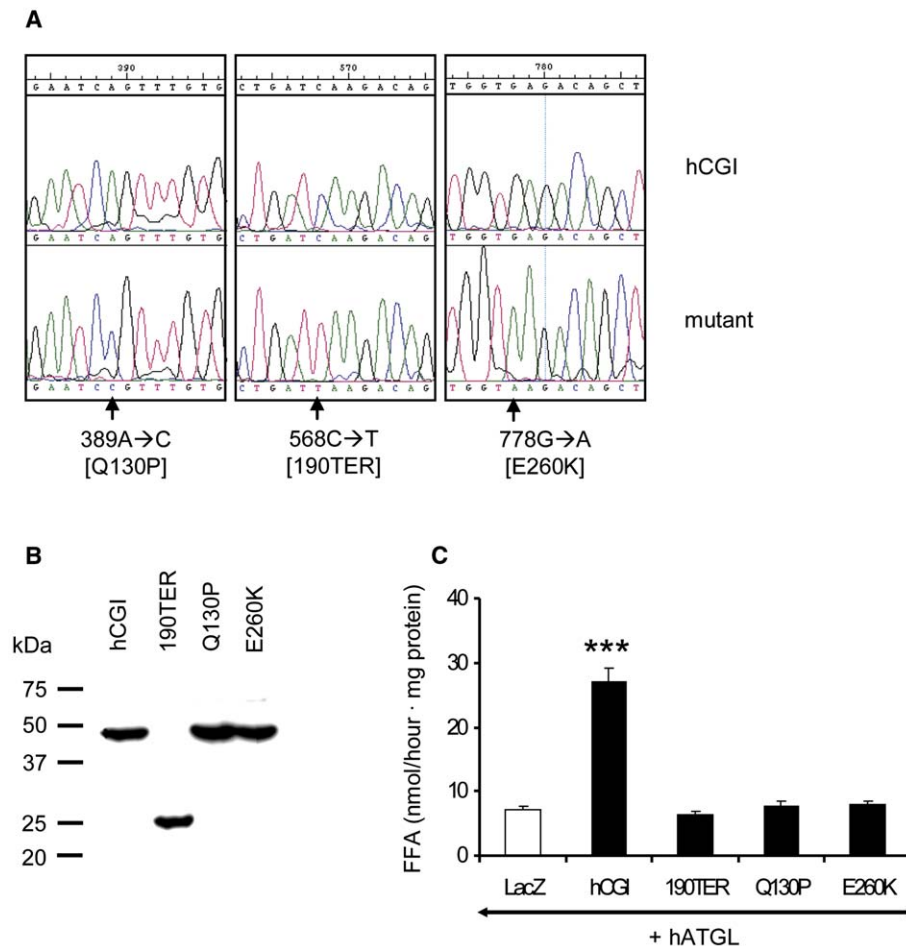 A
390
570
780
GAATCAGTTTGTG
CTGATCAAGACAG
TGGTGAGACAGCT
hCGI
GAATCAGTTTGTG
CTGATCAAGACAG
TGGTGAGACAGCT
mutant
GAATCCGTTTGTG
CTGATTAAGACAG
TGGTAAGACAGCT
389A→C
[Q130P]
568C→T
[190TER]
778G→A
[E260K]
B
kDa
hCGI
190TER
Q130P
E260K
75
50
37
25
20
C
FFA (nmol/hour · mg protein)
40
30
20
10
0
***
LacZ
hCGI
190TER
Q130P
E260K
+ hATGL